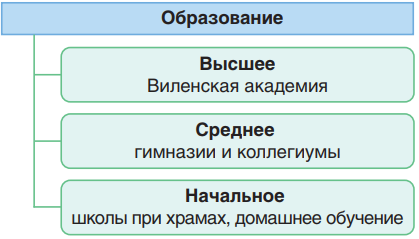 Образование
Высшее
Виленская академия
Среднее
гимназии и коллегиумы
Начальное
школы при храмах, домашнее обучение